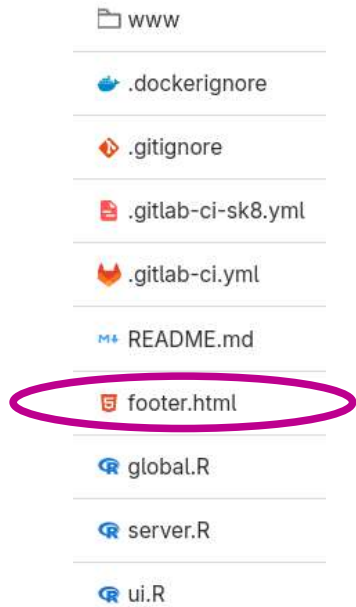 www
.dockerignore
.gitignore
.gitlab-ci-sk8.yml
.gitlab-ci.yml
README.md
footer.html
global.R
server.R
ui.R